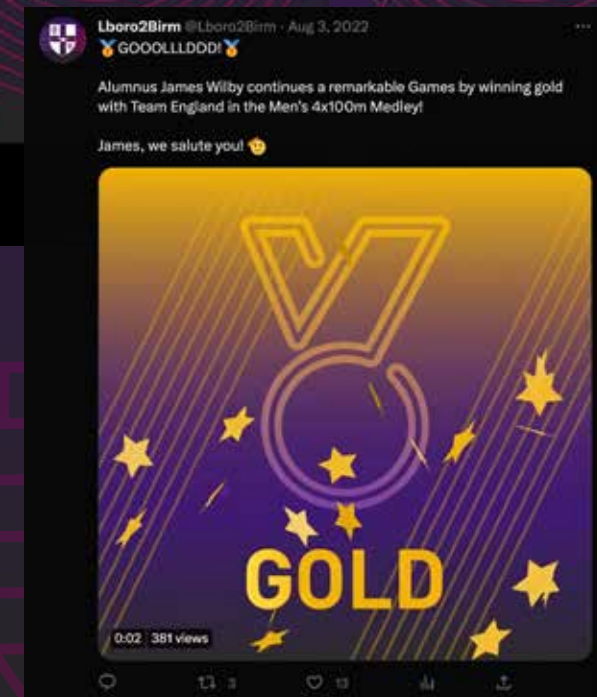 Lboro2Birm @Lboro2Birm · Aug 3, 2022
🥇GOOOLLLDDD!🥇
Alumnus James Wilby continues a remarkable Games by winning gold
with Team England in the Men's 4x100m Medley!
James, we salute you! 🫡
GOLD
0:02 381 views
3 13